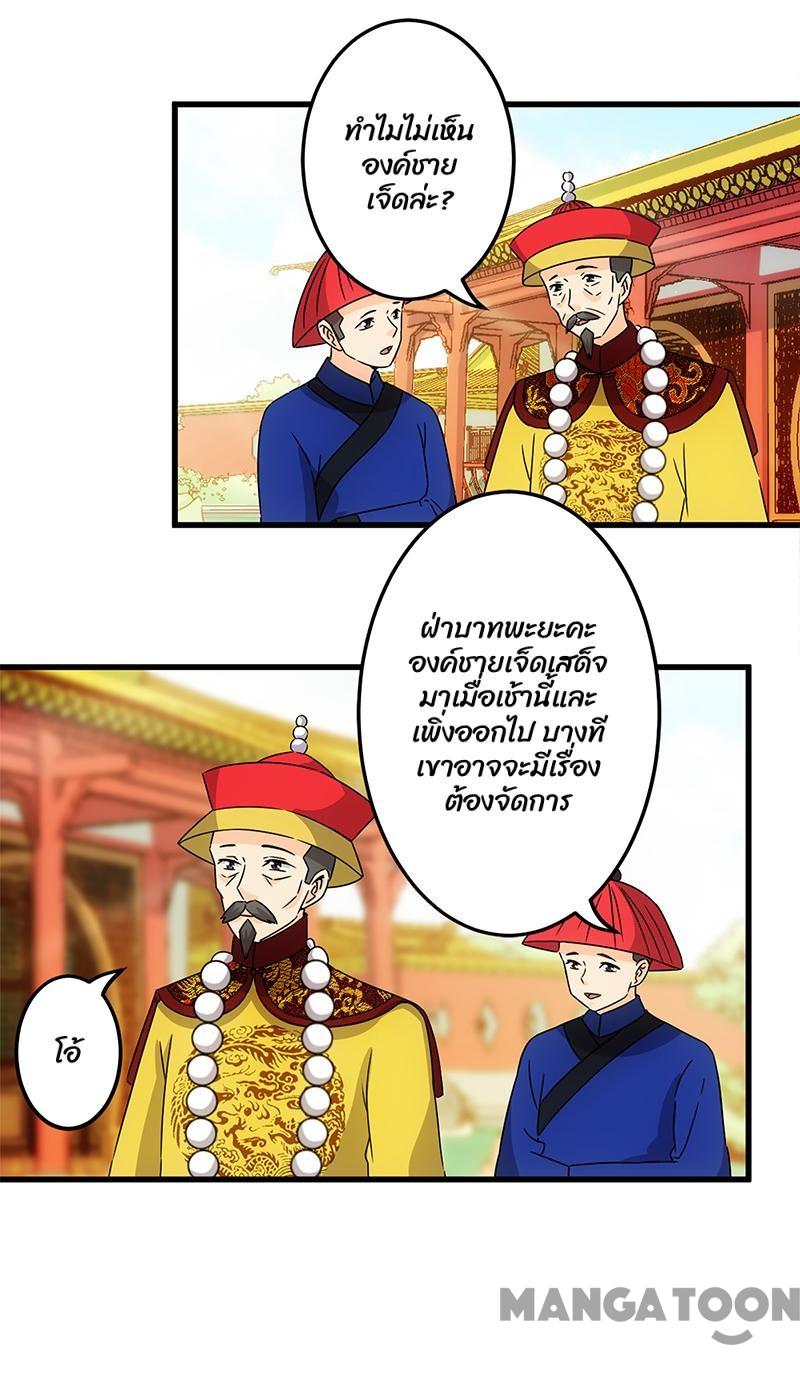 ทำไมไม่เห็น
องค์ชาย
เจ็ดล่ะ?
ฝ่าบาทพะยะคะ
องค์ชายเจ็ดเสด็จ
มาเมื่อเช้านี้และ
เพิ่งออกไป บางที
เขาอาจจะมีเรื่อง
ต้องจัดการ
โอ้
MANGATOON